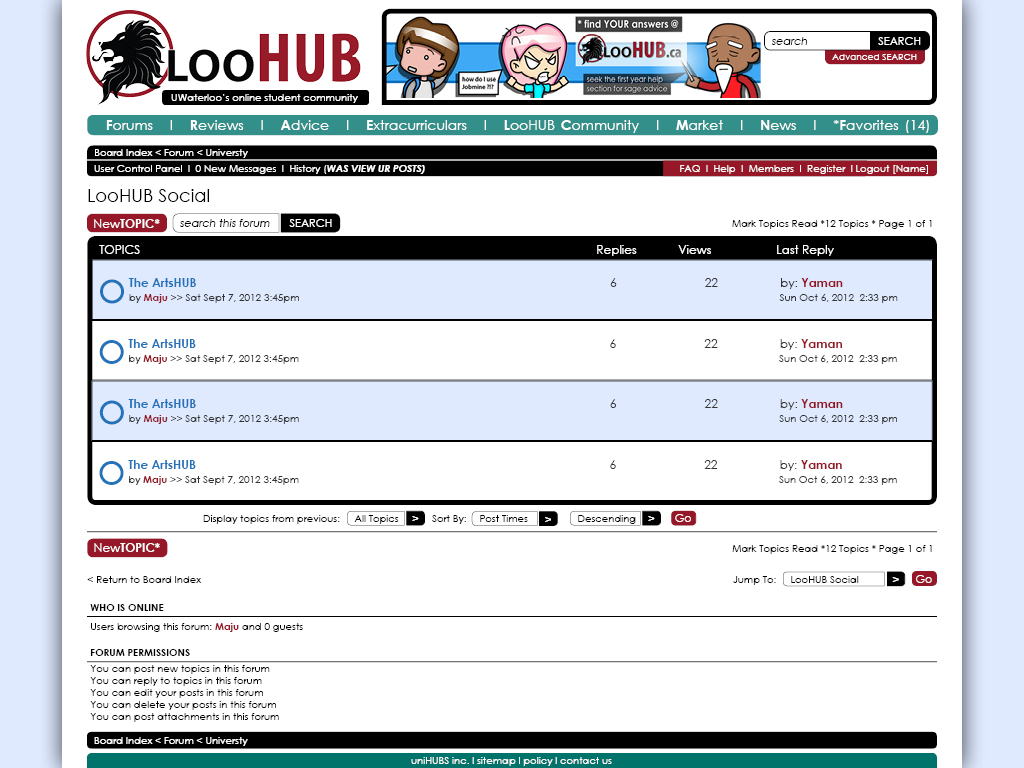 LOOHUB
UWaterloo's online student community
* find YOUR answers @
LOOHUB.ca
how do I use
Jobmine ?!?
seek the first year help
section for sage advice
search SEARCH
Advanced SEARCH
Forums | Reviews | Advice | Extracurriculars | LooHUB Community | Market | News | *Favorites (14)
Board Index < Forum < Universty
User Control Panel | 0 New Messages | History (WAS VIEW UR POSTS) FAQ | Help | Members | Register | Logout [Name]
LooHUB Social
NewTOPIC* search this forum SEARCH Mark Topics Read *12 Topics * Page 1 of 1
TOPICS Replies Views Last Reply
The ArtsHUB 6 22 by: Yaman
by Maju >> Sat Sept 7, 2012 3:45pm Sun Oct 6, 2012 2:33 pm
The ArtsHUB 6 22 by: Yaman
by Maju >> Sat Sept 7, 2012 3:45pm Sun Oct 6, 2012 2:33 pm
The ArtsHUB 6 22 by: Yaman
by Maju >> Sat Sept 7, 2012 3:45pm Sun Oct 6, 2012 2:33 pm
The ArtsHUB 6 22 by: Yaman
by Maju >> Sat Sept 7, 2012 3:45pm Sun Oct 6, 2012 2:33 pm
Display topics from previous: All Topics > Sort By: Post Times > Descending > Go
NewTOPIC* Mark Topics Read *12 Topics * Page 1 of 1
< Return to Board Index Jump To: LooHUB Social > Go
WHO IS ONLINE
Users browsing this forum: Maju and 0 guests
FORUM PERMISSIONS
You can post new topics in this forum
You can reply to topics in this forum
You can edit your posts in this forum
You can delete your posts in this forum
You can post attachments in this forum
Board Index < Forum < Universty
uniHUBS inc. | sitemap | policy | contact us